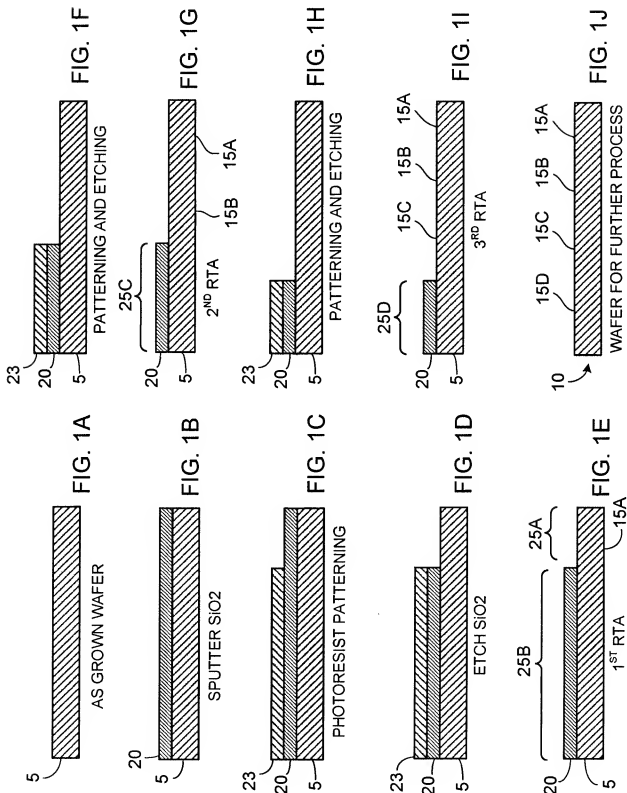 5
AS GROWN WAFER
FIG. 1A
20
5
SPUTTER SiO2
FIG. 1B
23
20
5
PHOTORESIST PATTERNING
FIG. 1C
23
20
5
ETCH SiO2
FIG. 1D
25B
25A
20
5
15A
1ST RTA
FIG. 1E
23
20
5
PATTERNING AND ETCHING
FIG. 1F
25C
20
5
15B
15A
2ND RTA
FIG. 1G
23
20
5
PATTERNING AND ETCHING
FIG. 1H
25D
15C
15B
15A
20
5
3RD RTA
FIG. 1I
15D
15C
15B
15A
10
WAFER FOR FURTHER PROCESS
FIG. 1J